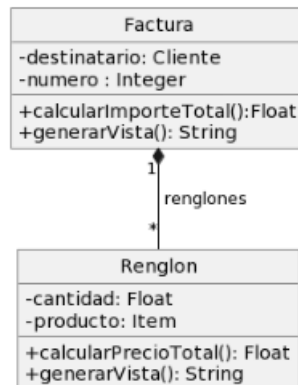 Factura
-destinatario: Cliente
-numero : Integer
+calcularImporteTotal():Float
+generarVista(): String
1
renglones
*
Renglon
-cantidad: Float
-producto: Item
+calcularPrecioTotal(): Float
+generarVista(): String